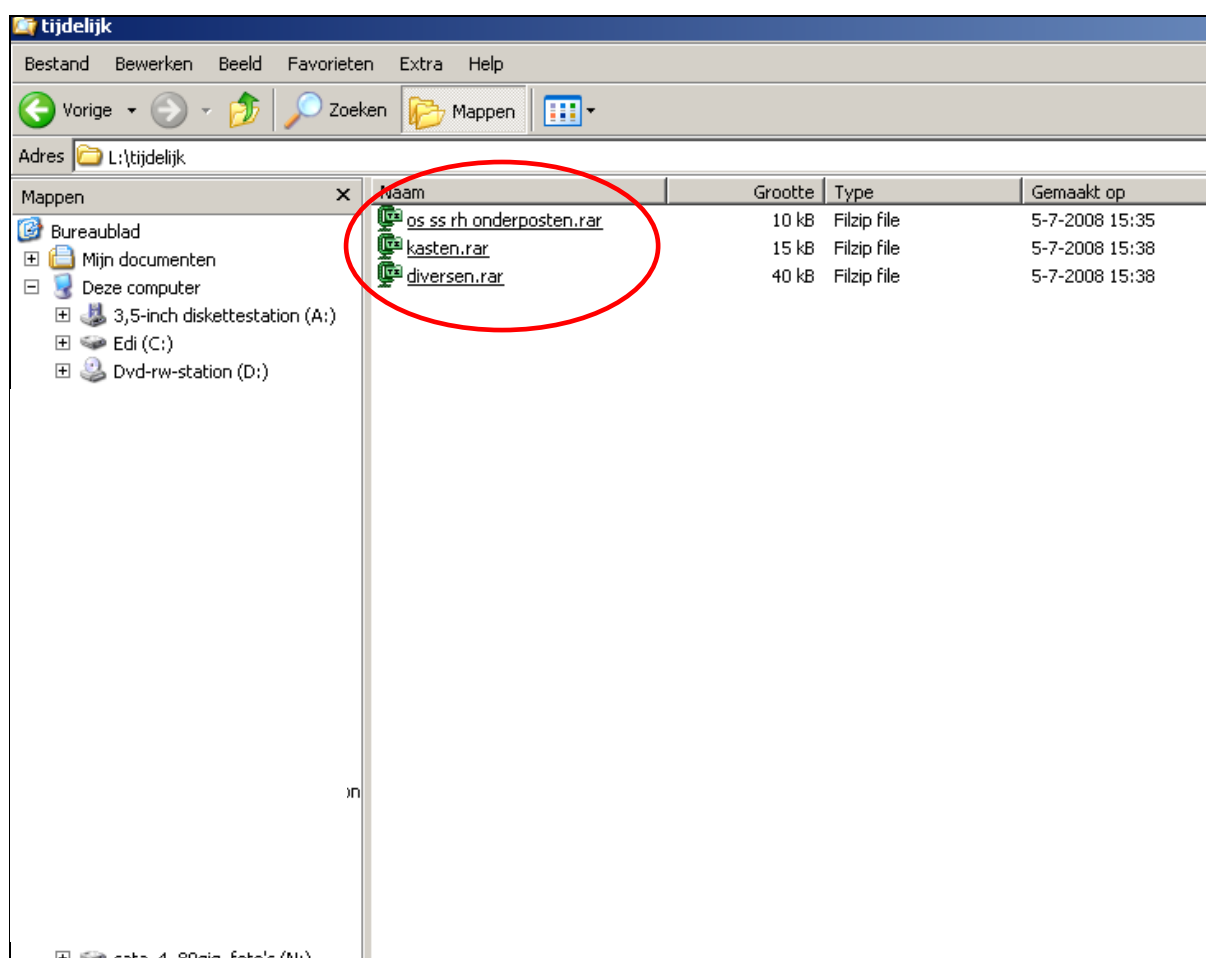 tijdelijk
Bestand Bewerken Beeld Favorieten Extra Help
Vorige Zoeken Mappen
Adres L:\tijdelijk
Mappen
Naam Grootte Type Gemaakt op
os ss rh onderposten.rar 10 kB Filzip file 5-7-2008 15:35
kasten.rar 15 kB Filzip file 5-7-2008 15:38
diversen.rar 40 kB Filzip file 5-7-2008 15:38
Bureaublad
Mijn documenten
Deze computer
3,5-inch diskettestation (A:)
Edi (C:)
Dvd-rw-station (D:)
on
foto's (N:)